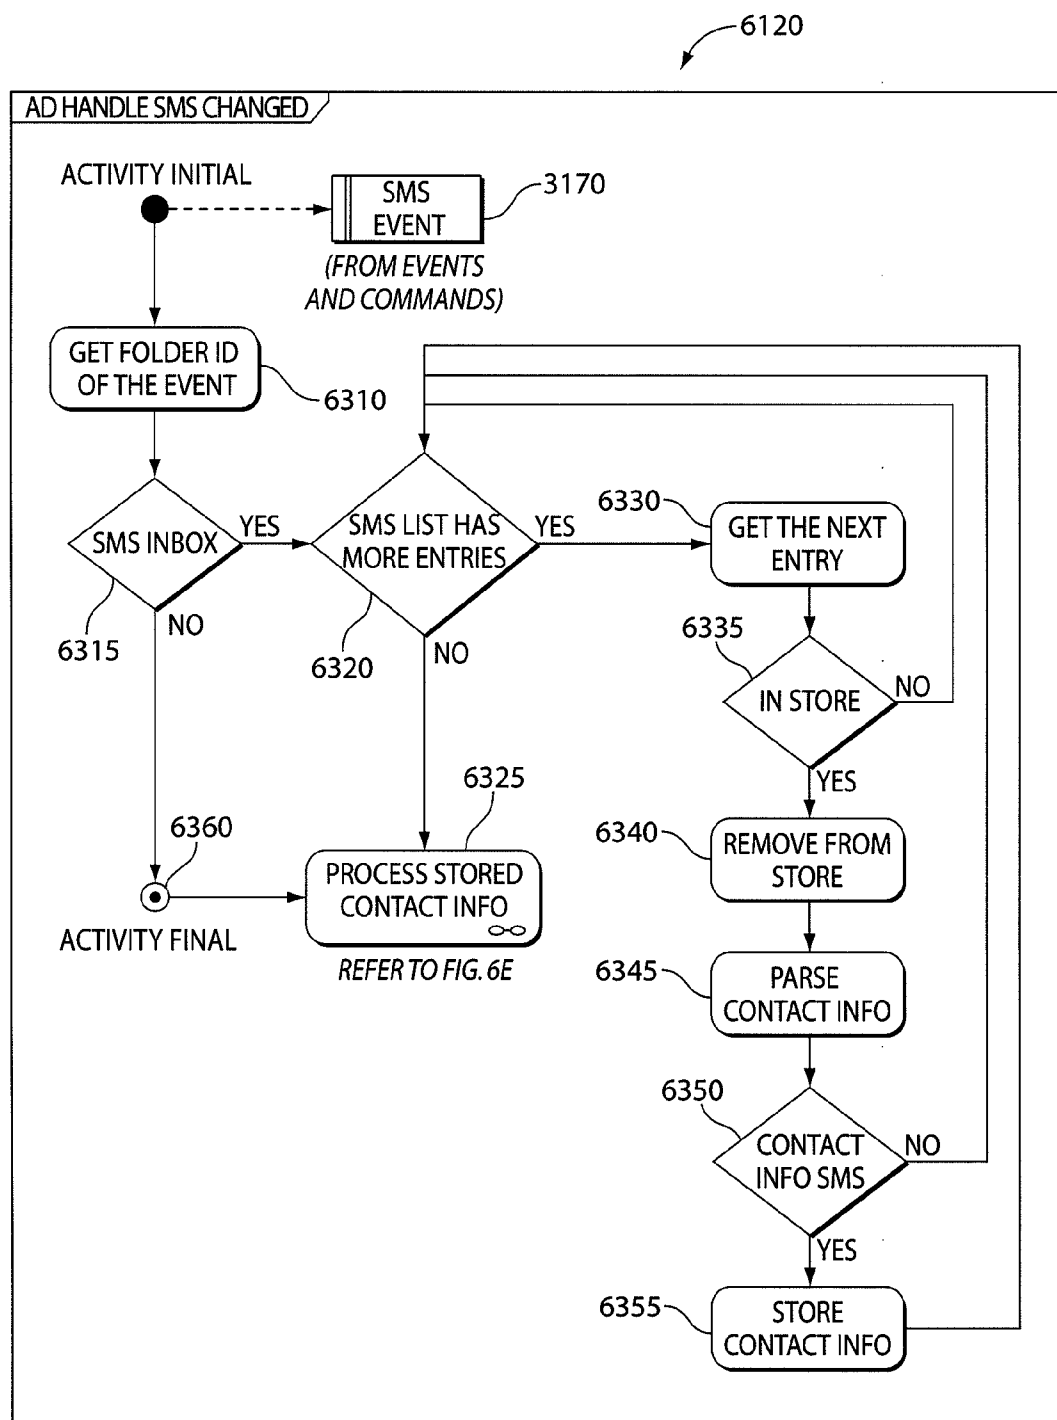 6120
AD HANDLE SMS CHANGED
ACTIVITY INITIAL
SMS
EVENT
3170
(FROM EVENTS
AND COMMANDS)
GET FOLDER ID
OF THE EVENT
6310
SMS INBOX
YES
NO
6315
SMS LIST HAS
MORE ENTRIES
YES
NO
6320
6330
GET THE NEXT
ENTRY
6335
IN STORE
NO
YES
6325
PROCESS STORED
CONTACT INFO
REFER TO FIG. 6E
6360
ACTIVITY FINAL
6340
REMOVE FROM
STORE
6345
PARSE
CONTACT INFO
6350
CONTACT
INFO SMS
NO
YES
6355
STORE
CONTACT INFO